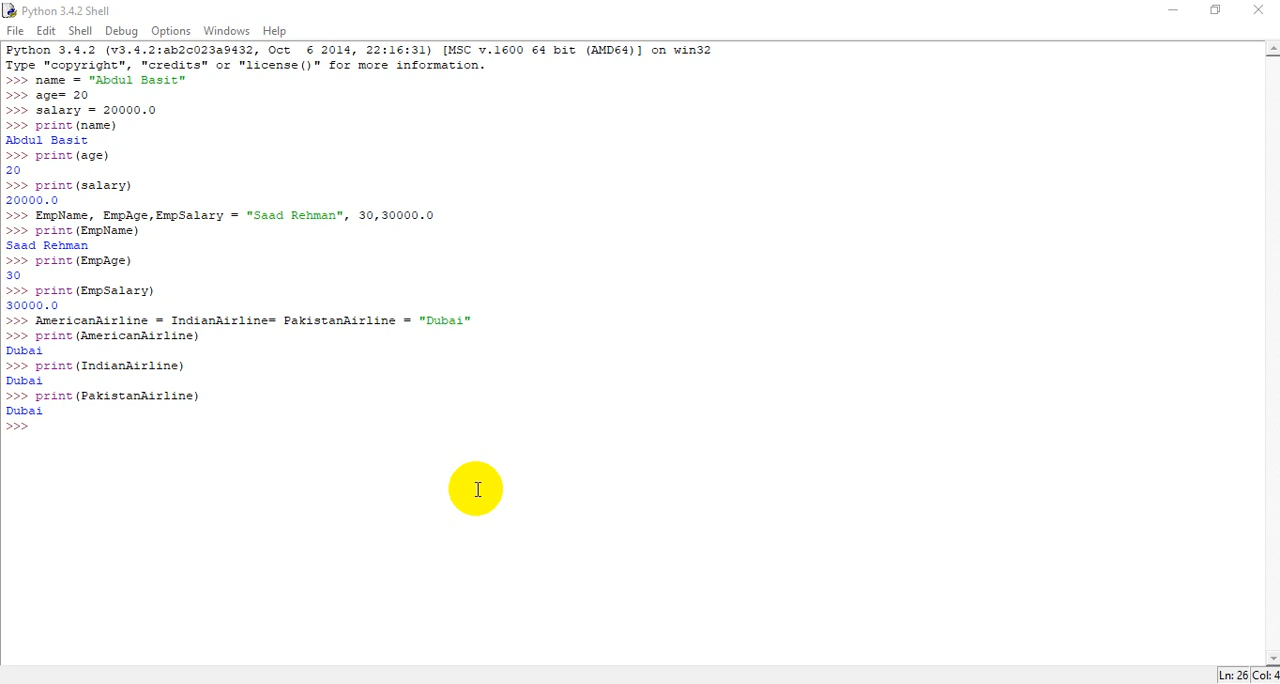 Python 3.4.2 Shell
File Edit Shell Debug Options Windows Help
Python 3.4.2 (v3.4.2:ab2c023a9432, Oct  6 2014, 22:16:31) [MSC v.1600 64 bit (AMD64)] on win32
Type "copyright", "credits" or "license()" for more information.
>>> name = "Abdul Basit"
>>> age= 20
>>> salary = 20000.0
>>> print(name)
Abdul Basit
>>> print(age)
20
>>> print(salary)
20000.0
>>> EmpName, EmpAge,EmpSalary = "Saad Rehman", 30,30000.0
>>> print(EmpName)
Saad Rehman
>>> print(EmpAge)
30
>>> print(EmpSalary)
30000.0
>>> AmericanAirline = IndianAirline= PakistanAirline = "Dubai"
>>> print(AmericanAirline)
Dubai
>>> print(IndianAirline)
Dubai
>>> print(PakistanAirline)
Dubai
>>>
Ln: 26 Col: 4